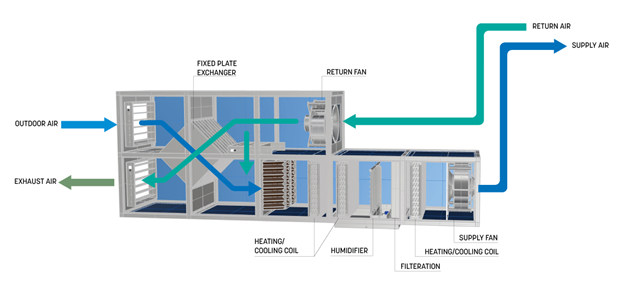 RETURN AIR
SUPPLY AIR
FIXED PLATE
EXCHANGER
RETURN FAN
OUTDOOR AIR
EXHAUST AIR
HEATING/
COOLING COIL
HUMIDIFIER
FILTERATION
HEATING/COOLING COIL
SUPPLY FAN